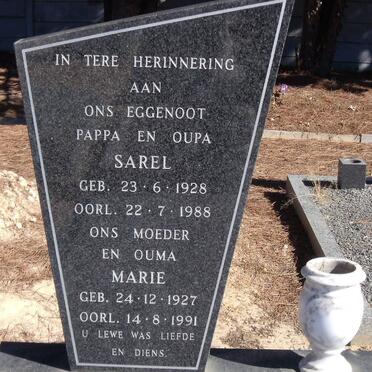 IN TERE HERINNERING
AAN
ONS EGGENOOT
PAPPA EN OUPA
SAREL
GEB. 23-6-1928
OORL. 22-7-1988
ONS MOEDER
EN OUMA
MARIE
GEB. 24-12-1927
OORL. 14-8-1991
U LEWE WAS LIEFDE
EN DIENS.